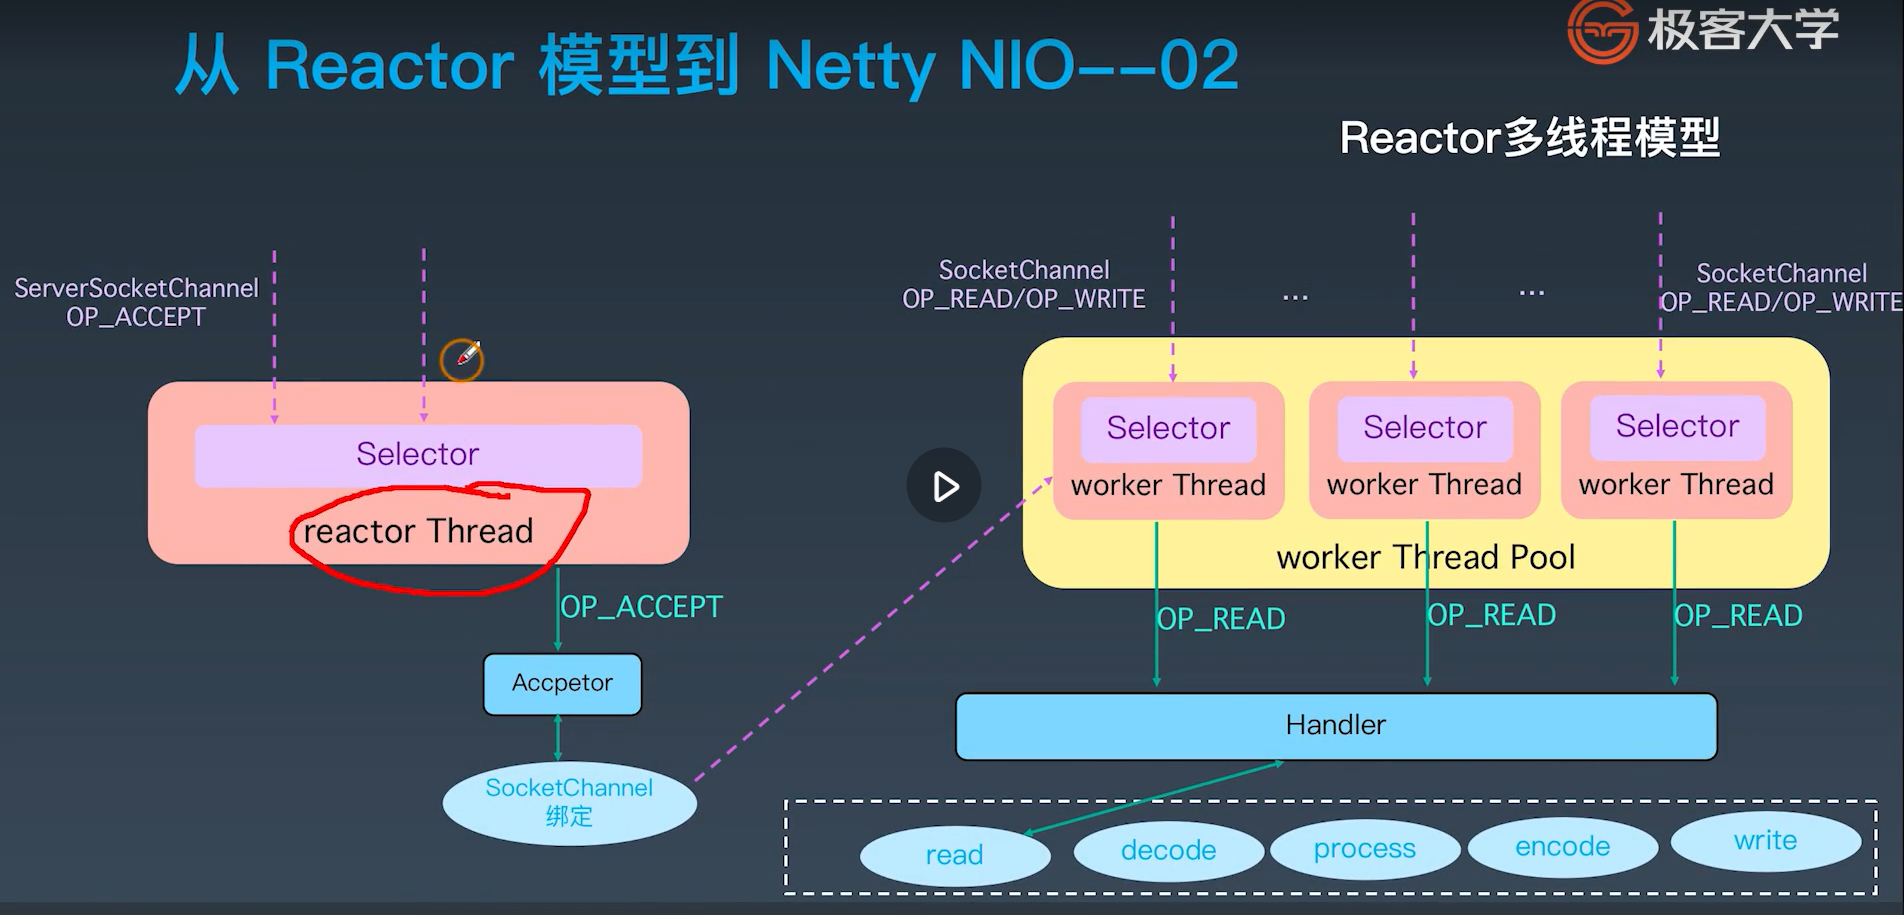 从 Reactor 模型到 Netty NIO--02
极客大学
Reactor多线程模型
ServerSocketChannel
OP_ACCEPT
Selector
reactor Thread
OP_ACCEPT
Accpetor
SocketChannel
绑定
SocketChannel
OP_READ/OP_WRITE
...
...
SocketChannel
OP_READ/OP_WRITE
Selector
worker Thread
Selector
worker Thread
Selector
worker Thread
worker Thread Pool
OP_READ
OP_READ
OP_READ
Handler
read
decode
process
encode
write